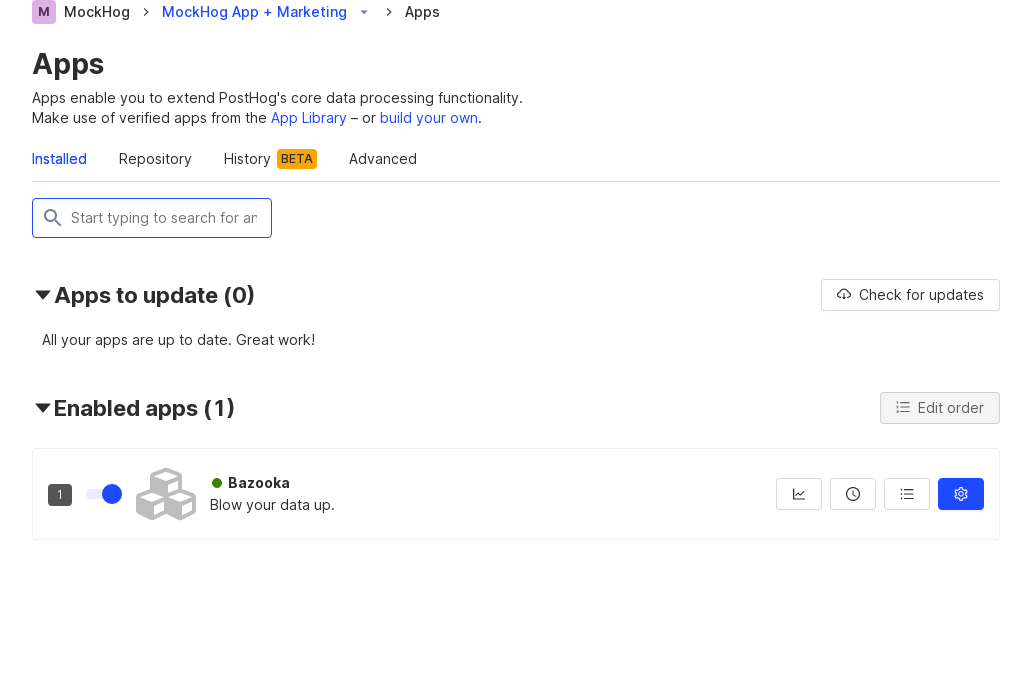 M MockHog MockHog App + Marketing Apps
Apps
Apps enable you to extend PostHog's core data processing functionality.
Make use of verified apps from the App Library – or build your own.
Installed Repository History BETA Advanced
Start typing to search for an
Apps to update (0) Check for updates
All your apps are up to date. Great work!
Enabled apps (1) Edit order
1 Bazooka
Blow your data up.